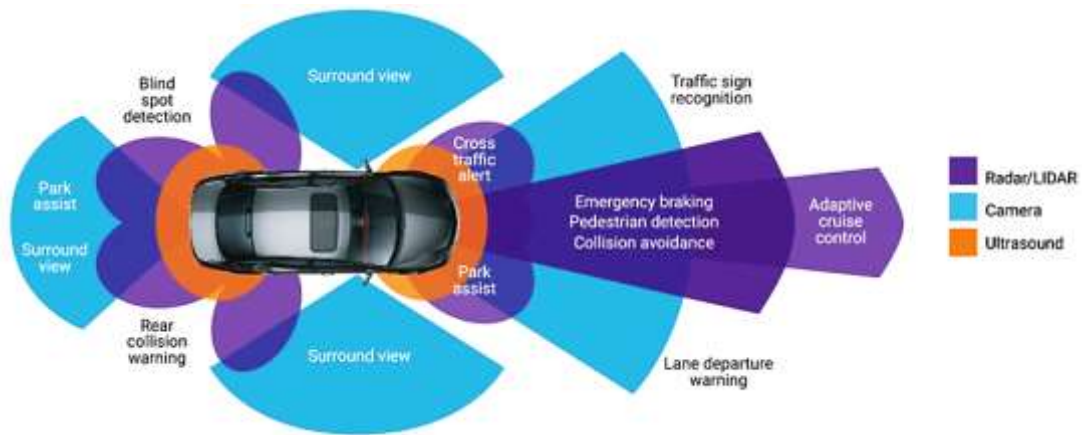 Surround view
Blind
spot
detection
Traffic sign
recognition
Cross
traffic
alert
Park
assist
Surround
view
Emergency braking
Pedestrian detection
Collision avoidance
Adaptive
cruise
control
Radar/LIDAR
Camera
Ultrasound
Park
assist
Rear
collision
warning
Surround view
Lane departure
warning